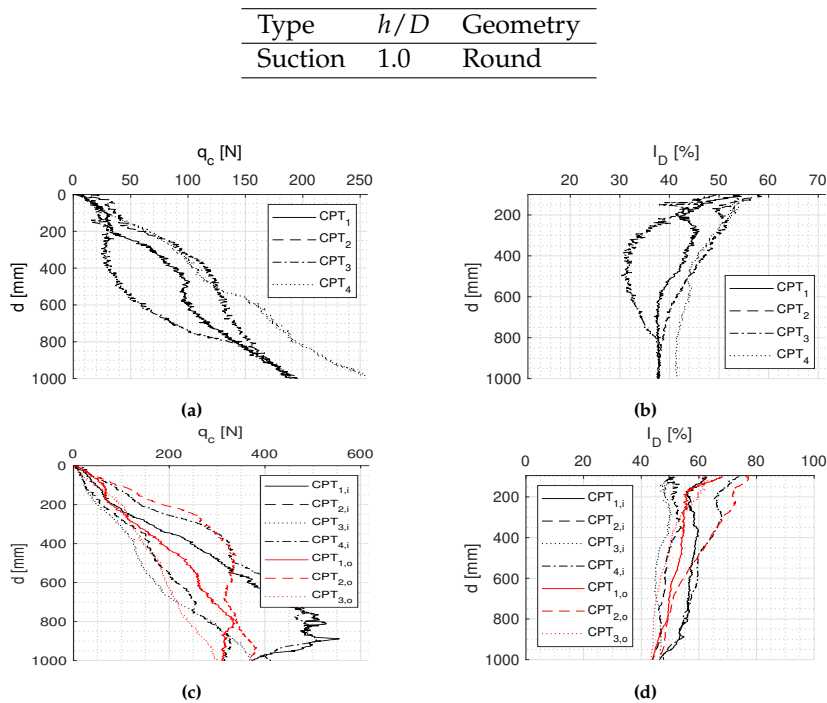 Type h/D Geometry
Suction 1.0 Round
q_c [N]
0 50 100 150 200 250
0
200
400
600
800
1000
d [mm]
CPT_1
CPT_2
CPT_3
CPT_4
(a)
I_D [%]
20 30 40 50 60 70
200
400
600
800
1000
d [mm]
CPT_1
CPT_2
CPT_3
CPT_4
(b)
q_c [N]
0 200 400 600
0
200
400
600
800
1000
d [mm]
CPT_1,i
CPT_2,i
CPT_3,i
CPT_4,i
CPT_1,o
CPT_2,o
CPT_3,o
(c)
I_D [%]
0 20 40 60 80 100
200
400
600
800
1000
d [mm]
CPT_1,i
CPT_2,i
CPT_3,i
CPT_4,i
CPT_1,o
CPT_2,o
CPT_3,o
(d)